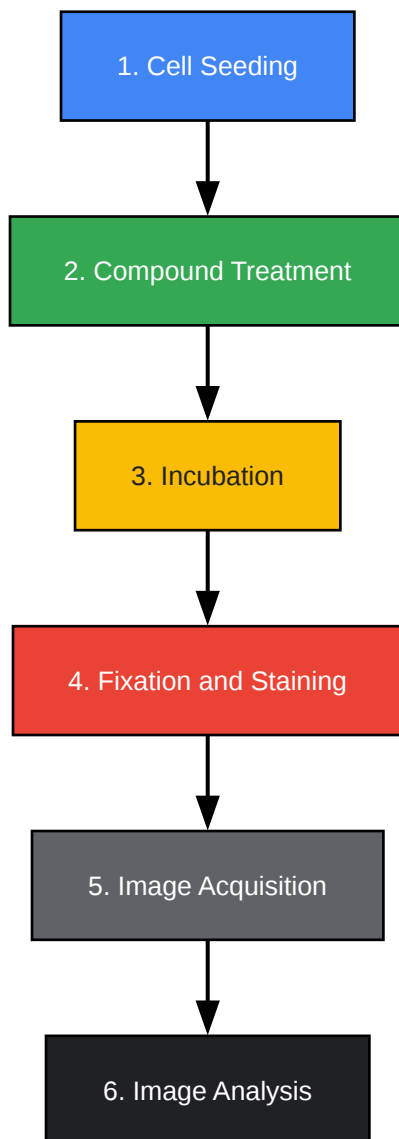 1. Cell Seeding
2. Compound Treatment
3. Incubation
4. Fixation and Staining
5. Image Acquisition
6. Image Analysis